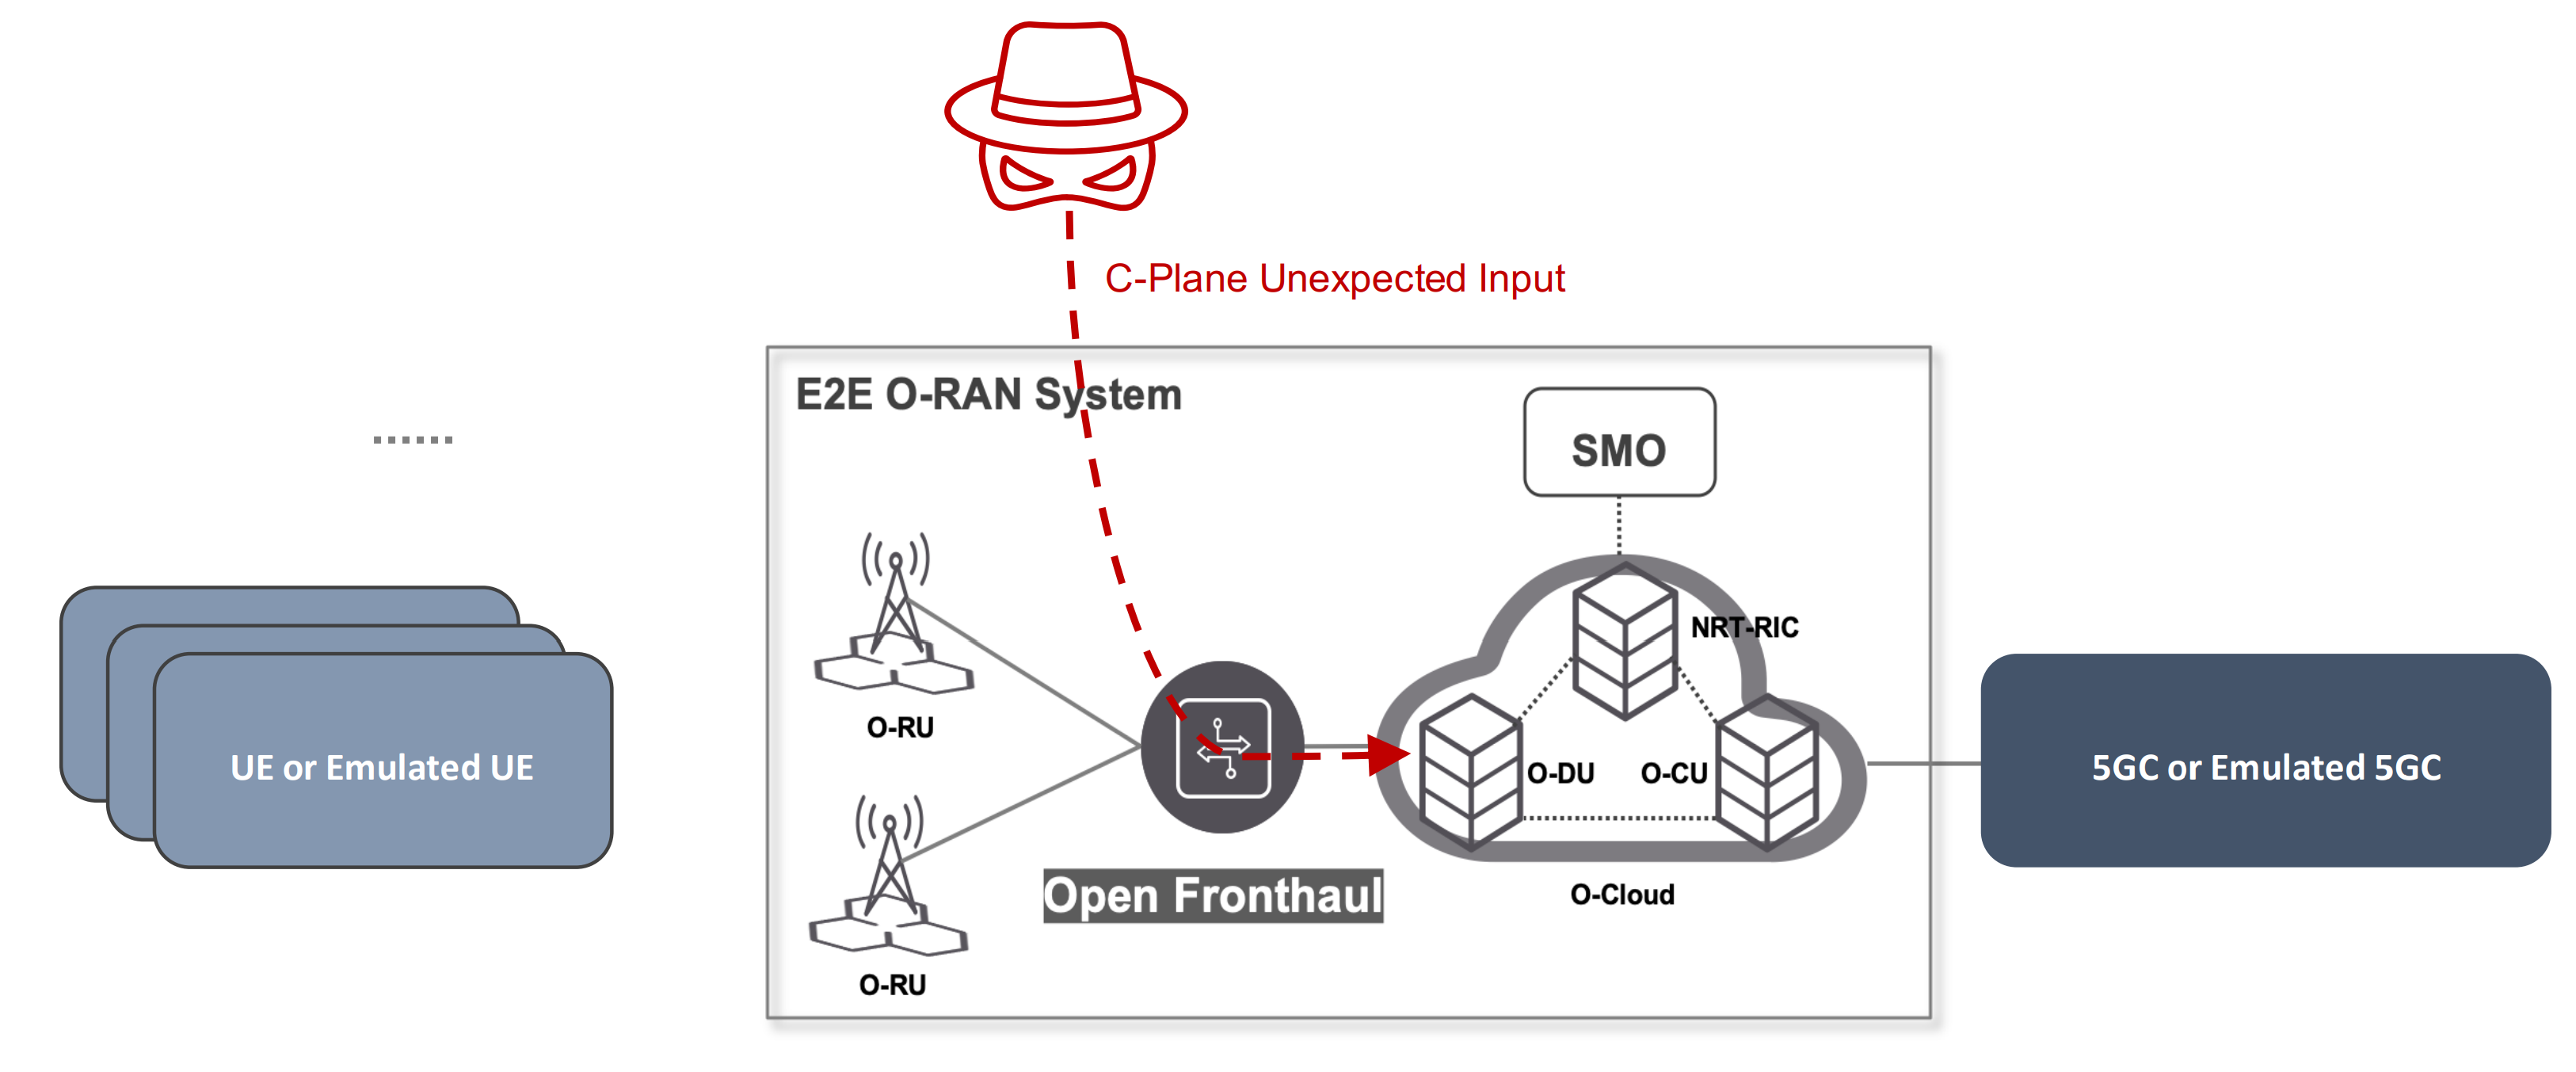 C-Plane Unexpected Input
E2E O-RAN System
SMO
NRT-RIC
O-RU
UE or Emulated UE
O-DU
O-CU
5GC or Emulated 5GC
Open Fronthaul
O-Cloud
O-RU